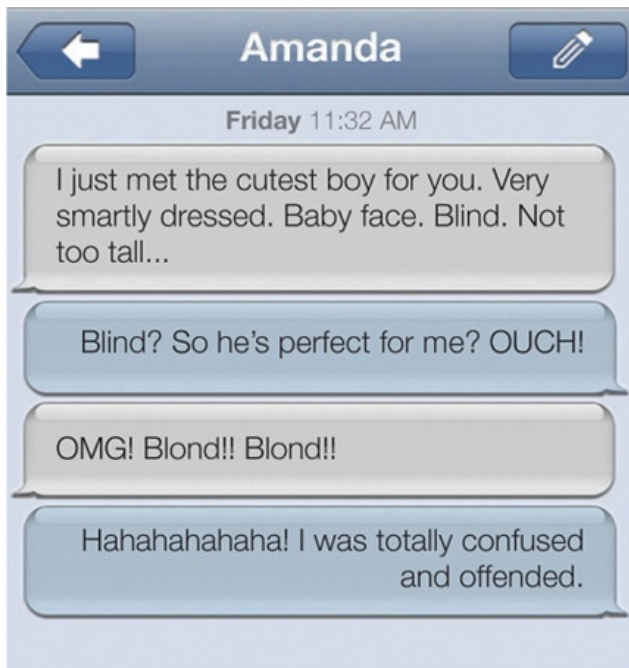 Amanda
Friday 11:32 AM
I just met the cutest boy for you. Very
smartly dressed. Baby face. Blind. Not
too tall...
Blind? So he’s perfect for me? OUCH!
OMG! Blond!! Blond!!
Hahahahahaha! I was totally confused
and offended.